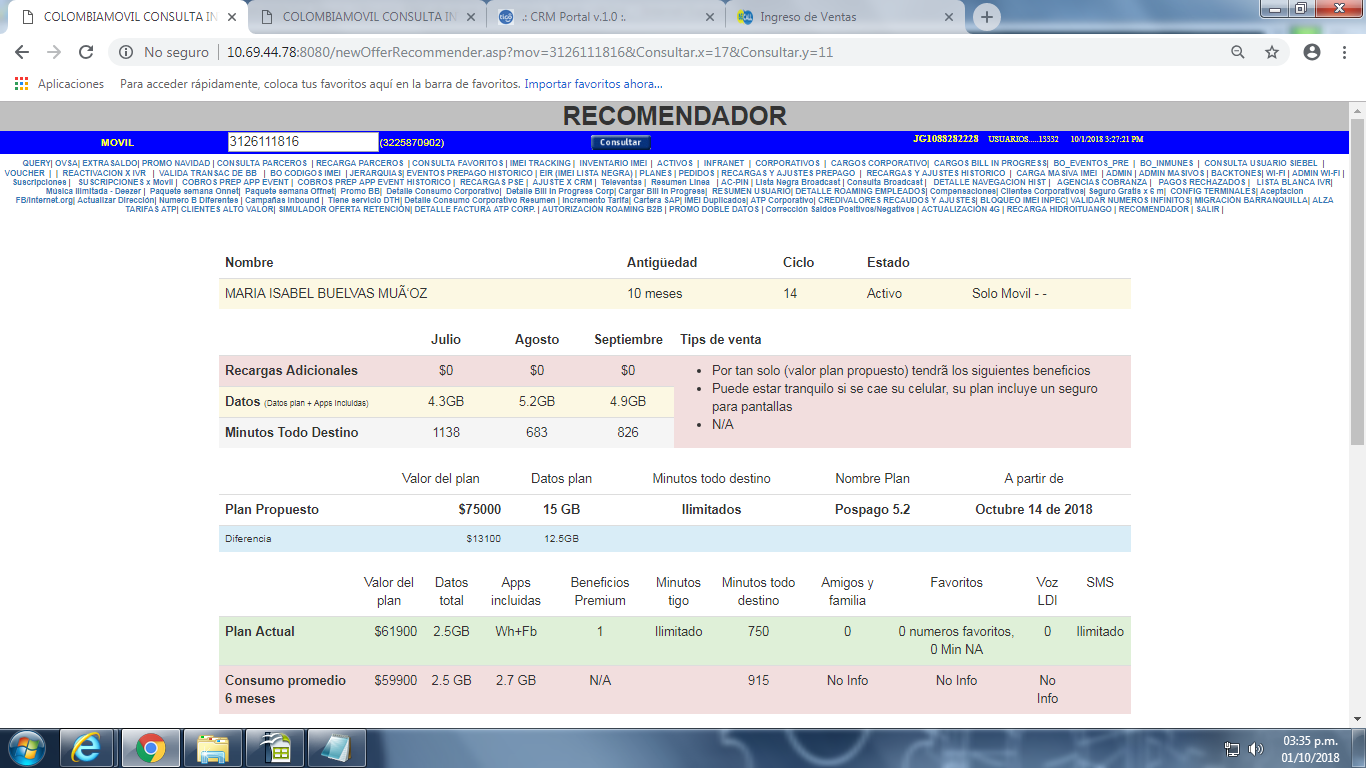 COLOMBIAMOVIL CONSULTA IN
COLOMBIAMOVIL CONSULTA IN
.: CRM Portal v.1.0 :.
Ingreso de Ventas
No seguro | 10.69.44.78:8080/newOfferRecommender.asp?mov=3126111816&Consultar.x=17&Consultar.y=11
Aplicaciones Para acceder rápidamente, coloca tus favoritos aquí en la barra de favoritos. Importar favoritos ahora...
RECOMENDADOR
MOVIL 3126111816 (3225870902) Consultar JG1088282228 USUARIOS.....13332 10/1/2018 3:27:21 PM
QUERY| OVSA| EXTRASALDO| PROMO NAVIDAD | CONSULTA PARCEROS | RECARGA PARCEROS | CONSULTA FAVORITOS | IMEI TRACKING | INVENTARIO IMEI | ACTIVOS | INFRANET | CORPORATIVOS | CARGOS CORPORATIVO| CARGOS BILL IN PROGRESS| BO_EVENTOS_PRE | BO_INMUNES | CONSULTA USUARIO SIEBEL |
VOUCHER | | REACTIVACION X IVR | VALIDA TRANSAC DE BB | BO CODIGOS IMEI | JERARQUIAS| EVENTOS PREPAGO HISTORICO | EIR (IMEI LISTA NEGRA) | PLANES | PEDIDOS | RECARGAS Y AJUSTES PREPAGO | RECARGAS Y AJUSTES HISTORICO | CARGA MASIVA IMEI | ADMIN | ADMIN MASIVOS | BACKTONES| WI-FI | ADMIN WI-FI |
Suscripciones | SUSCRIPCIONES x Movil | COBROS PREP APP EVENT | COBROS PREP APP EVENT HISTORICO | RECARGAS PSE | AJUSTE X CRM | Televentas | Resumen Linea | AC-PIN | Lista Negra Broadcast | Consulta Broadcast | DETALLE NAVEGACION HIST | AGENCIAS COBRANZA | PAGOS RECHAZADOS | LISTA BLANCA IVR|
Musica Ilimitada - Deezer | Paquete semana Onnet| Paquete semana Offnet| Promo BB| Detalle Csumo Corporativo| Detalle Bill In Progress Corp| Cargar Bill In Progress Corp| RESUMEN USUARIO| DETALLE ROAMING EMPLEADOS| Compensaciones| Clientes Corporativos| Seguro Gratis x 6 m| CONFIG TERMINALES| Aceptacion
FB/Internet.org| Actualizar Dirección| Numero B Diferentes | Campañas Inbound | Tiene servicio DTH| Detalle Consumo Corporativo Resumen | Incremento Tarifa| Cartera SAP| IMEI Duplicados| ATP Corporativo| CREDIVALORES RECAUDOS Y AJUSTES| BLOQUEO IMEI INPEC| VALIDAR NUMEROS INFINITOS| MIGRACIÓN BARRANQUILLA| ALZA
TARIFAS ATP| CLIENTES ALTO VALOR| SIMULADOR OFERTA RETENCIÓN| DETALLE FACTURA ATP CORP. | AUTORIZACIÓN ROAMING B2B | PROMO DOBLE DATOS | Corrección Saldos Positivos/Negativos | ACTUALIZACIÓN 4G | RECARGA HIDROITUANGO | RECOMENDADOR | SALIR |
Nombre Antigüedad Ciclo Estado
MARIA ISABEL BUELVAS MUÃ‘OZ 10 meses 14 Activo Solo Movil - -
Julio Agosto Septiembre Tips de venta
Recargas Adicionales $0 $0 $0
Datos (Datos plan + Apps Incluidas) 4.3GB 5.2GB 4.9GB
Minutos Todo Destino 1138 683 826
• Por tan solo (valor plan propuesto) tendrã los siguientes beneficios
• Puede estar tranquilo si se cae su celular, su plan incluye un seguro
para pantallas
• N/A
Valor del plan Datos plan Minutos todo destino Nombre Plan A partir de
Plan Propuesto $75000 15 GB Ilimitados Pospago 5.2 Octubre 14 de 2018
Diferencia $13100 12.5GB
Valor del plan Datos total Apps incluidas Beneficios Premium Minutos tigo Minutos todo destino Amigos y familia Favoritos Voz LDI SMS
Plan Actual $61900 2.5GB Wh+Fb 1 Ilimitado 750 0 0 numeros favoritos, 0 Min NA 0 Ilimitado
Consumo promedio 6 meses $59900 2.5 GB 2.7 GB N/A 915 No Info No Info No Info
03:35 p.m.
01/10/2018